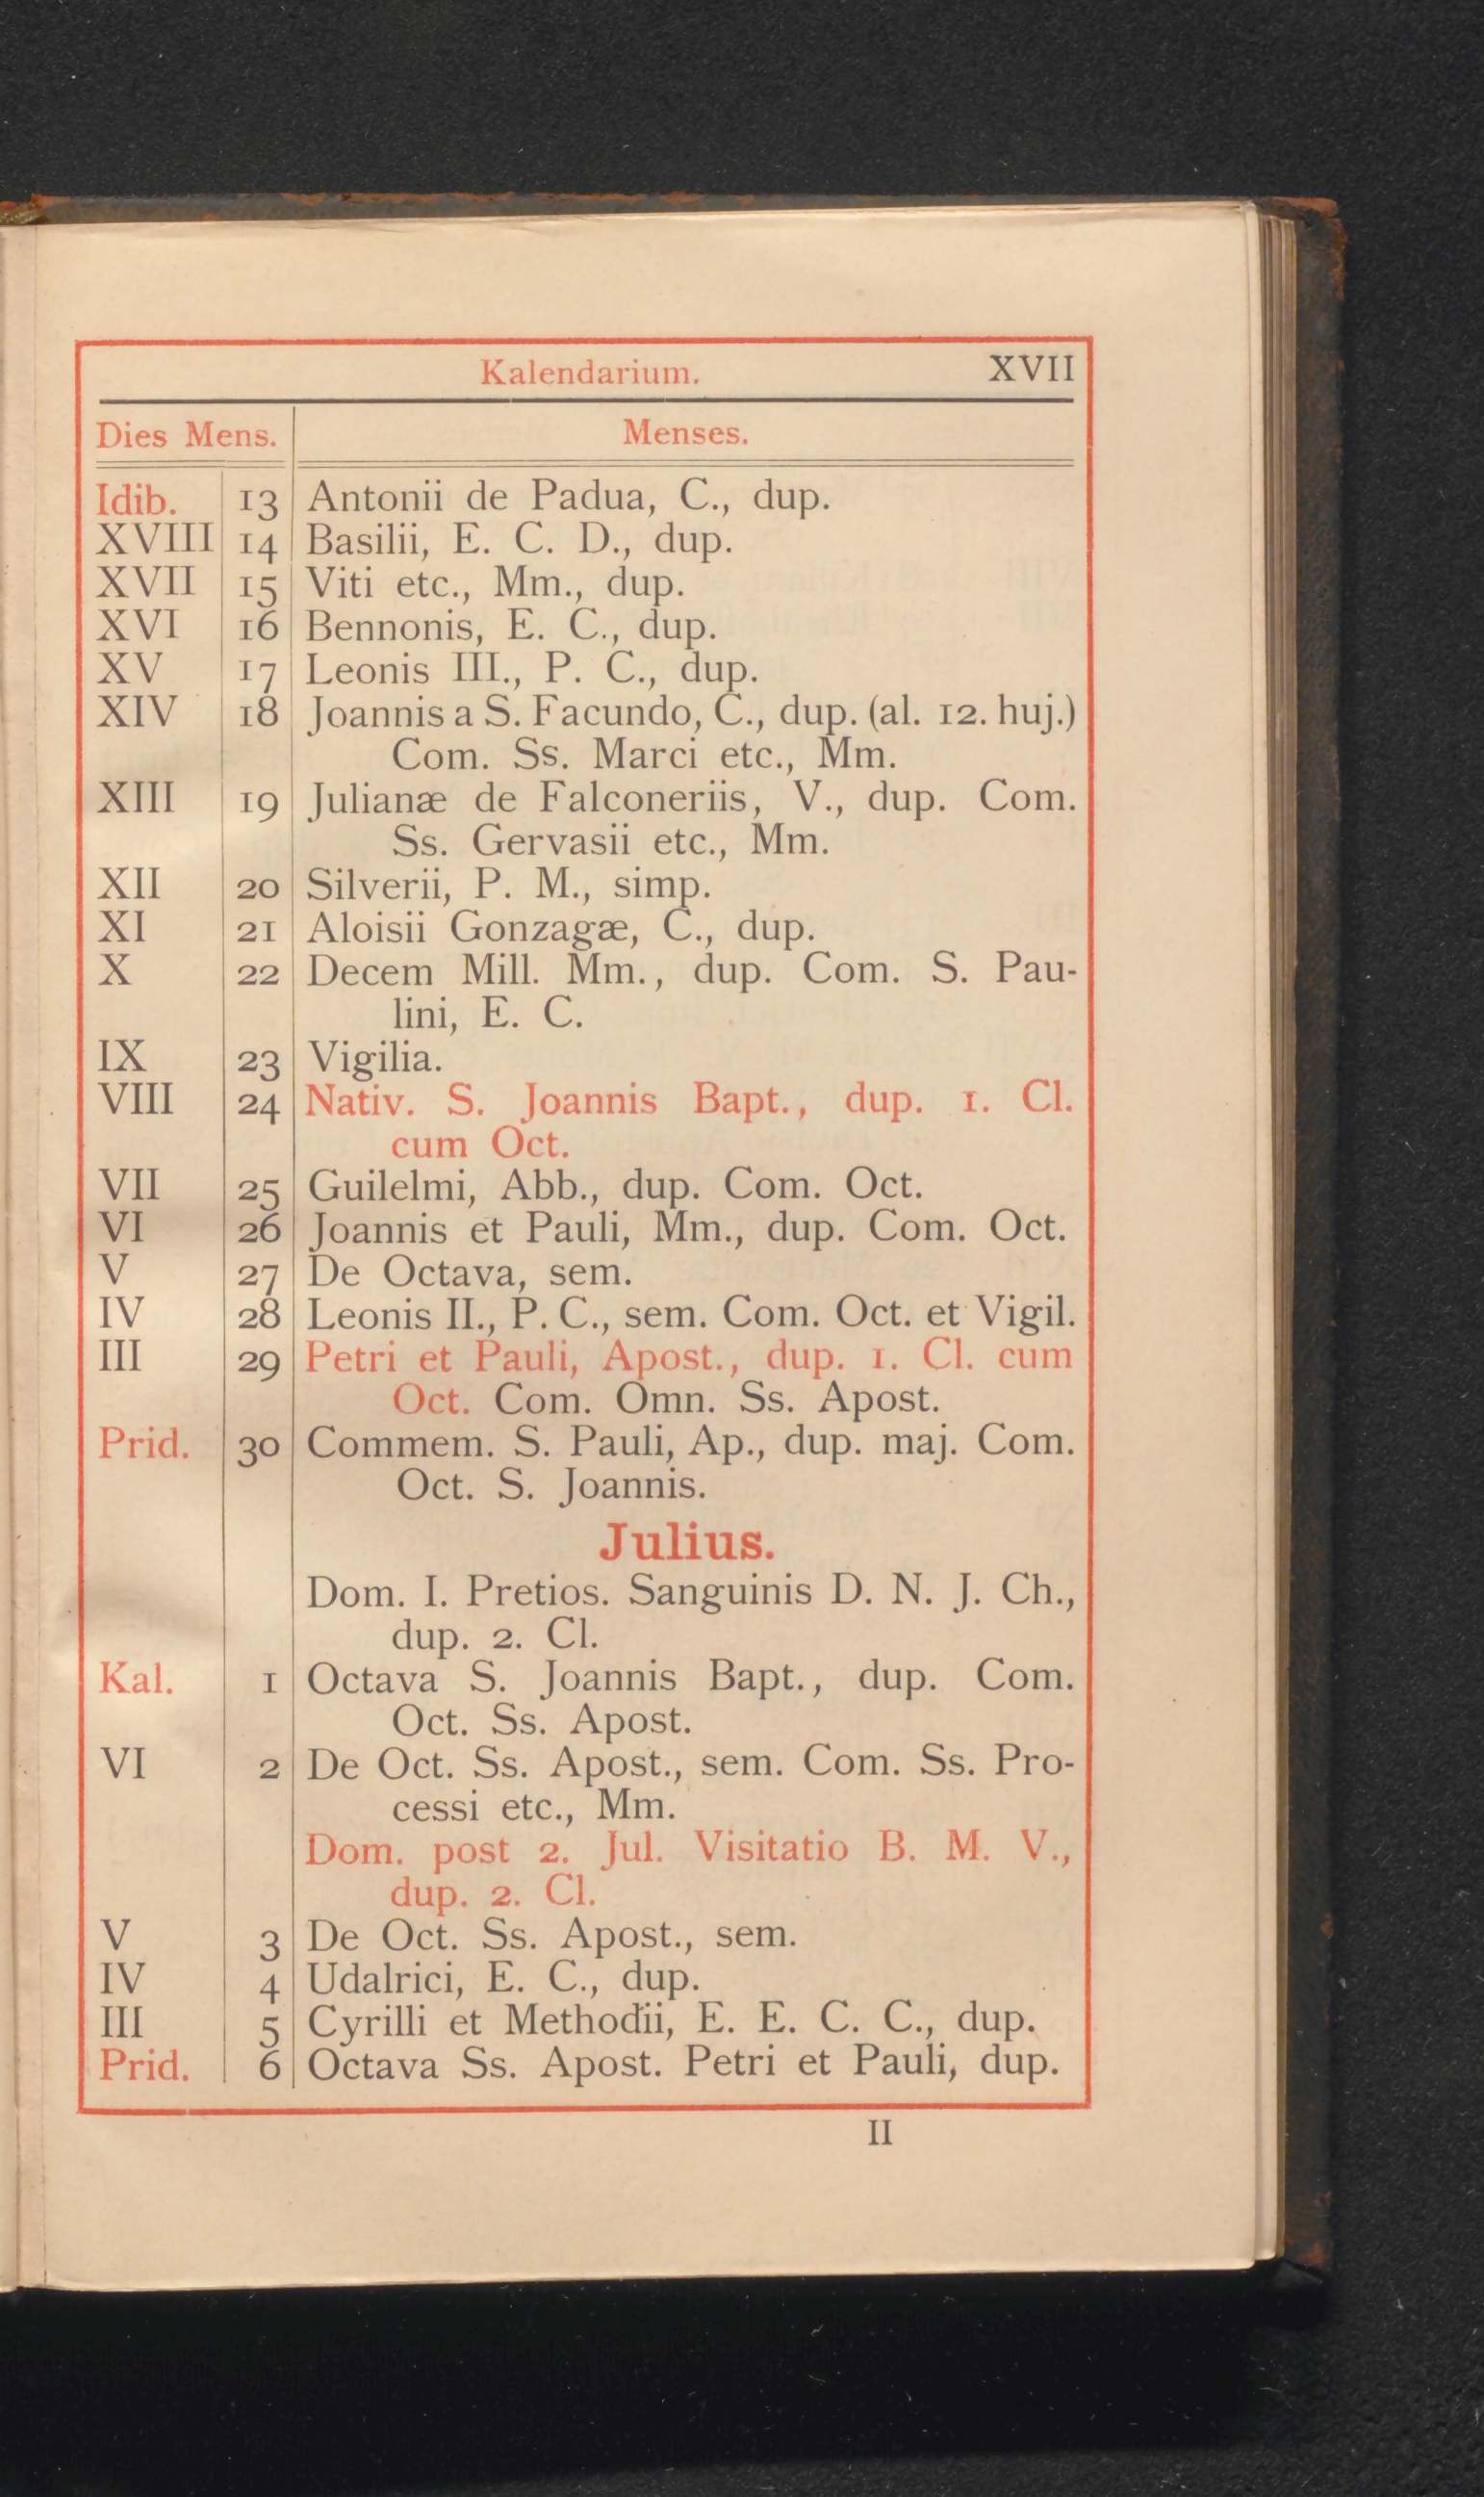 Kalendarium. XVII
Dies Mens. Menses.
Idib. 13 Antonii de Padua, C., dup.
XVIII 14 Basilii, E. C. D., dup.
XVII 15 Viti etc., Mm., dup.
XVI 16 Bennonis, E. C., dup.
XV 17 Leonis III., P. C., dup.
XIV 18 Joannis a S. Facundo, C., dup. (al. 12. huj.)
Com. Ss. Marci etc., Mm.
XIII 19 Julianæ de Falconeriis, V., dup. Com.
Ss. Gervasii etc., Mm.
XII 20 Silverii, P. M., simp.
XI 21 Aloisii Gonzagæ, C., dup.
X 22 Decem Mill. Mm., dup. Com. S. Pau-
lini, E. C.
IX 23 Vigilia.
VIII 24 Nativ. S. Joannis Bapt., dup. 1. Cl.
cum Oct.
VII 25 Guilelmi, Abb., dup. Com. Oct.
VI 26 Joannis et Pauli, Mm., dup. Com. Oct.
V 27 De Octava, sem.
IV 28 Leonis II., P. C., sem. Com. Oct. et Vigil.
III 29 Petri et Pauli, Apost., dup. 1. Cl. cum
Oct. Com. Omn. Ss. Apost.
Prid. 30 Commem. S. Pauli, Ap., dup. maj. Com.
Oct. S. Joannis.
Julius.
Dom. I. Pretios. Sanguinis D. N. J. Ch.,
dup. 2. Cl.
Kal. 1 Octava S. Joannis Bapt., dup. Com.
Oct. Ss. Apost.
VI 2 De Oct. Ss. Apost., sem. Com. Ss. Pro-
cessi etc., Mm.
Dom. post 2. Jul. Visitatio B. M. V.,
dup. 2. Cl.
V 3 De Oct. Ss. Apost., sem.
IV 4 Udalrici, E. C., dup.
III 5 Cyrilli et Methodii, E. E. C. C., dup.
Prid. 6 Octava Ss. Apost. Petri et Pauli, dup.
II